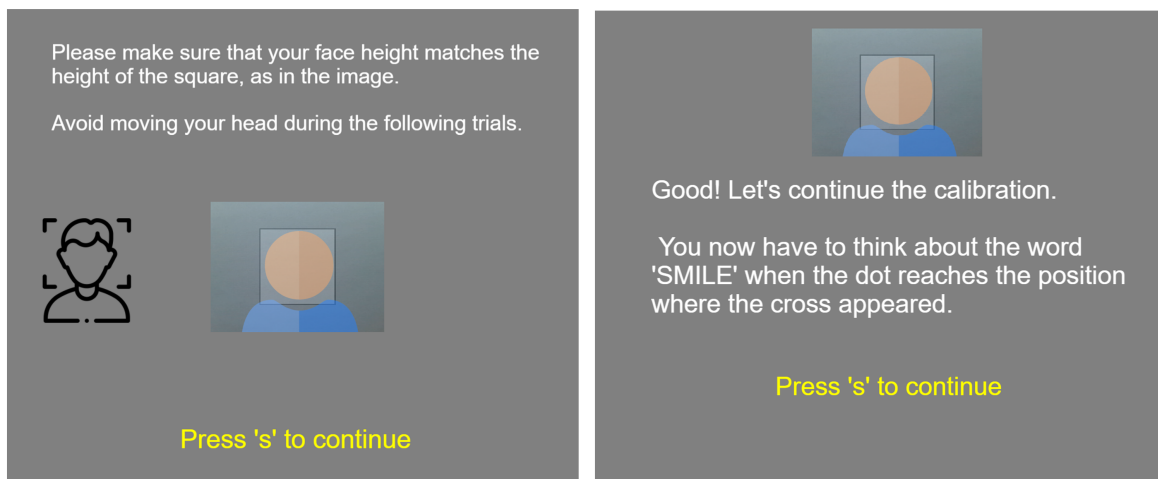 Please make sure that your face height matches the
height of the square, as in the image.
Avoid moving your head during the following trials.
Press 's' to continue
Good! Let's continue the calibration.
You now have to think about the word
'SMILE' when the dot reaches the position
where the cross appeared.
Press 's' to continue